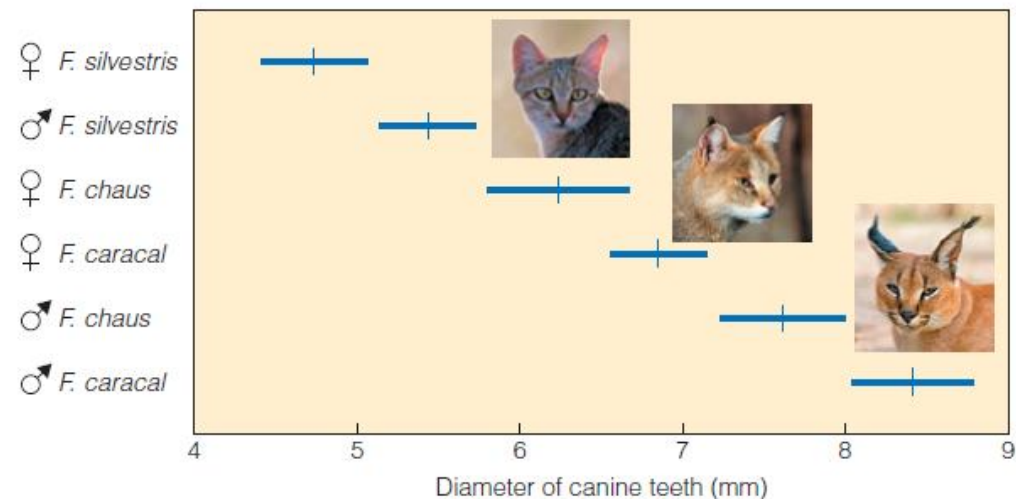 ♀ F. silvestris
♂ F. silvestris
♀ F. chaus
♀ F. caracal
♂ F. chaus
♂ F. caracal
4 5 6 7 8 9
Diameter of canine teeth (mm)